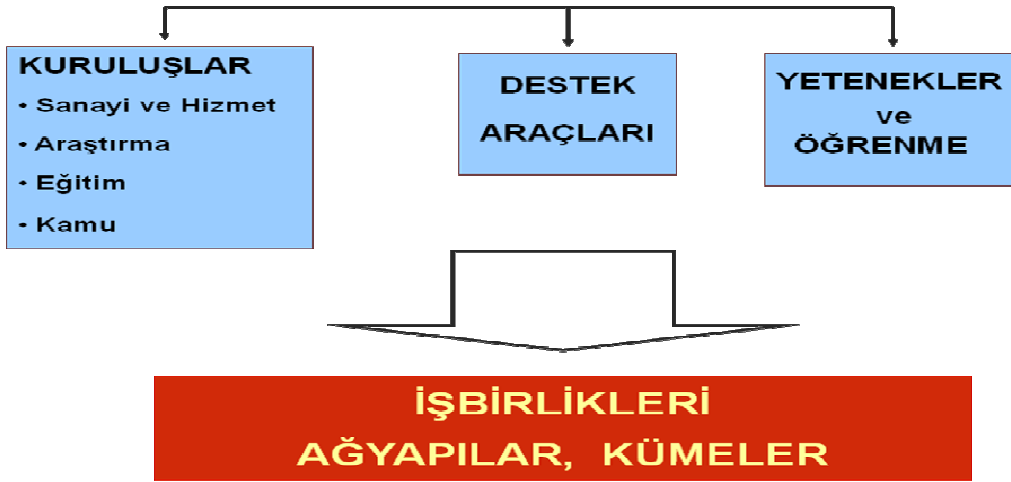 KURULUŞLAR
• Sanayi ve Hizmet
• Araştırma
• Eğitim
• Kamu
DESTEK
ARAÇLARI
YETENEKLER
ve
ÖĞRENME
İŞBİRLİKLERİ
AĞYAPILAR, KÜMELER